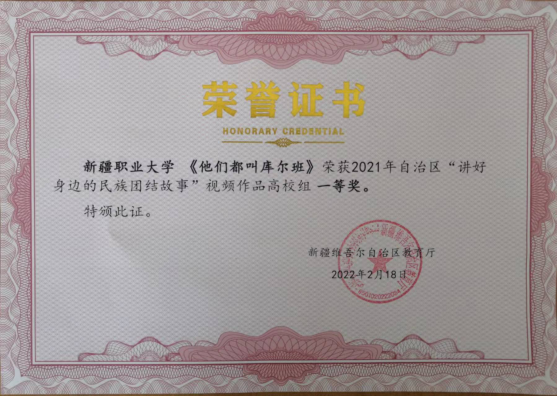 荣誉证书
HONORARY CREDENTIAL
新疆职业大学 《他们都叫库尔班》荣获2021年自治区“讲好
身边的民族团结故事”视频作品高校组 一等奖。
特颁此证。
新疆维吾尔自治区教育厅
2022年2月18日